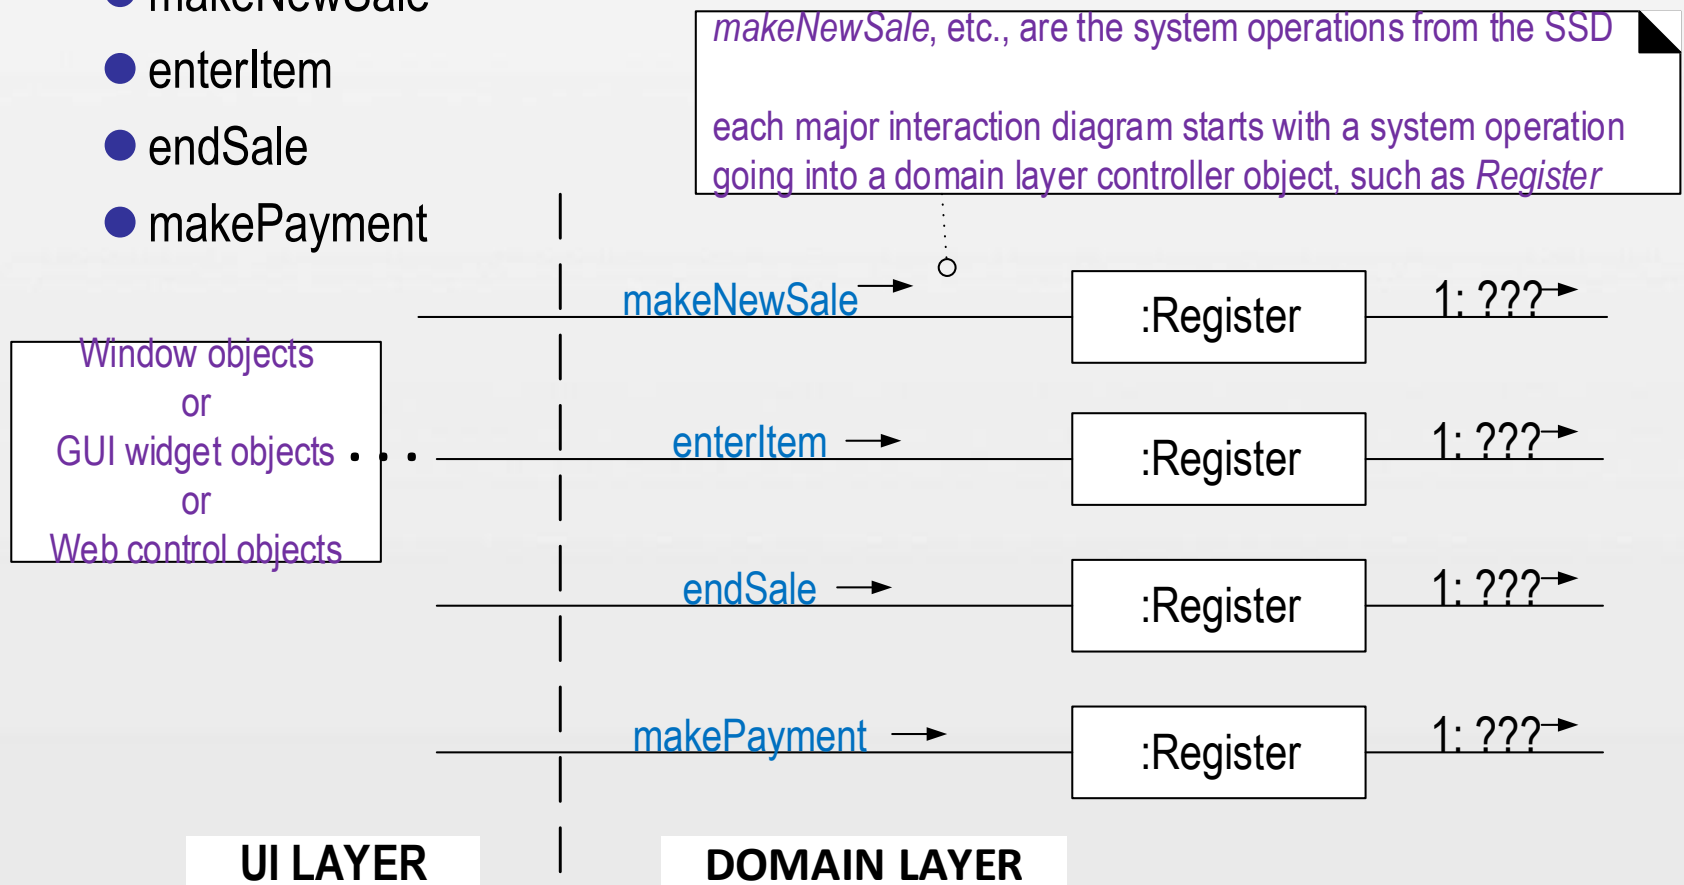 makeNewSale
enterItem
endSale
makePayment
makeNewSale, etc., are the system operations from the SSD
each major interaction diagram starts with a system operation
going into a domain layer controller object, such as Register
makeNewSale
:Register
1: ???
Window objects
or
GUI widget objects
or
Web control objects
. . .
enterItem
:Register
1: ???
endSale
:Register
1: ???
makePayment
:Register
1: ???
UI LAYER
DOMAIN LAYER